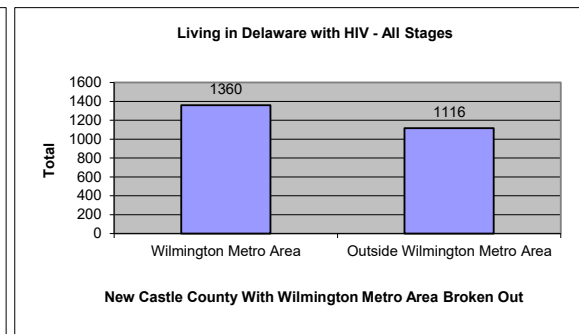 Living in Delaware with HIV - All Stages
Total
1600
1400
1200
1000
800
600
400
200
0
1360
1116
Wilmington Metro Area
Outside Wilmington Metro Area
New Castle County With Wilmington Metro Area Broken Out